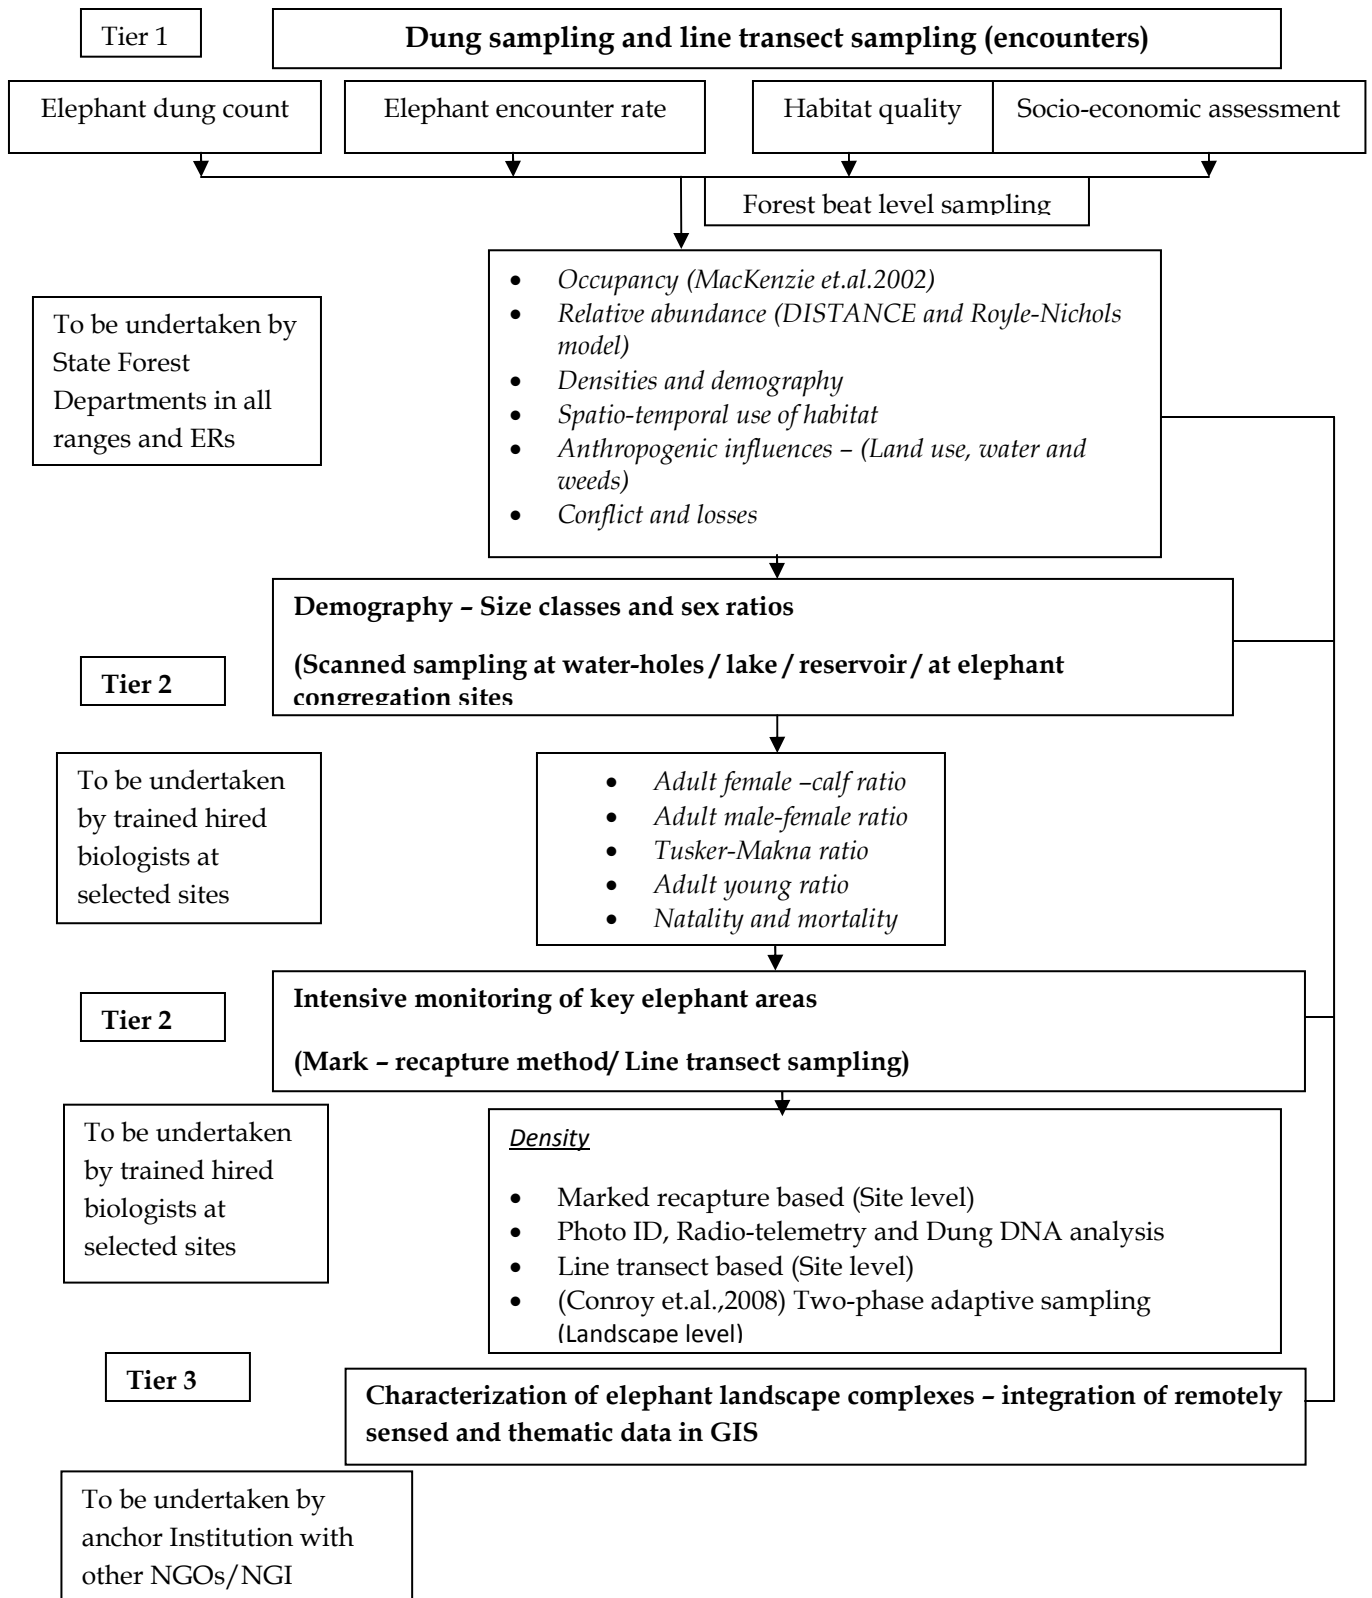 Tier 1
Dung sampling and line transect sampling (encounters)
Elephant dung count
Elephant encounter rate
Habitat quality
Socio-economic assessment
Forest beat level sampling
To be undertaken by
State Forest
Departments in all
ranges and ERs
• Occupancy (MacKenzie et.al.2002)
• Relative abundance (DISTANCE and Royle-Nichols
model)
• Densities and demography
• Spatio-temporal use of habitat
• Anthropogenic influences – (Land use, water and
weeds)
• Conflict and losses
Demography – Size classes and sex ratios
(Scanned sampling at water-holes / lake / reservoir / at elephant
congregation sites
Tier 2
To be undertaken
by trained hired
biologists at
selected sites
• Adult female –calf ratio
• Adult male-female ratio
• Tusker-Makna ratio
• Adult young ratio
• Natality and mortality
Tier 2
Intensive monitoring of key elephant areas
(Mark – recapture method/ Line transect sampling)
To be undertaken
by trained hired
biologists at
selected sites
Density
• Marked recapture based (Site level)
• Photo ID, Radio-telemetry and Dung DNA analysis
• Line transect based (Site level)
• (Conroy et.al.,2008) Two-phase adaptive sampling
(Landscape level)
Tier 3
Characterization of elephant landscape complexes – integration of remotely
sensed and thematic data in GIS
To be undertaken by
anchor Institution with
other NGOs/NGI